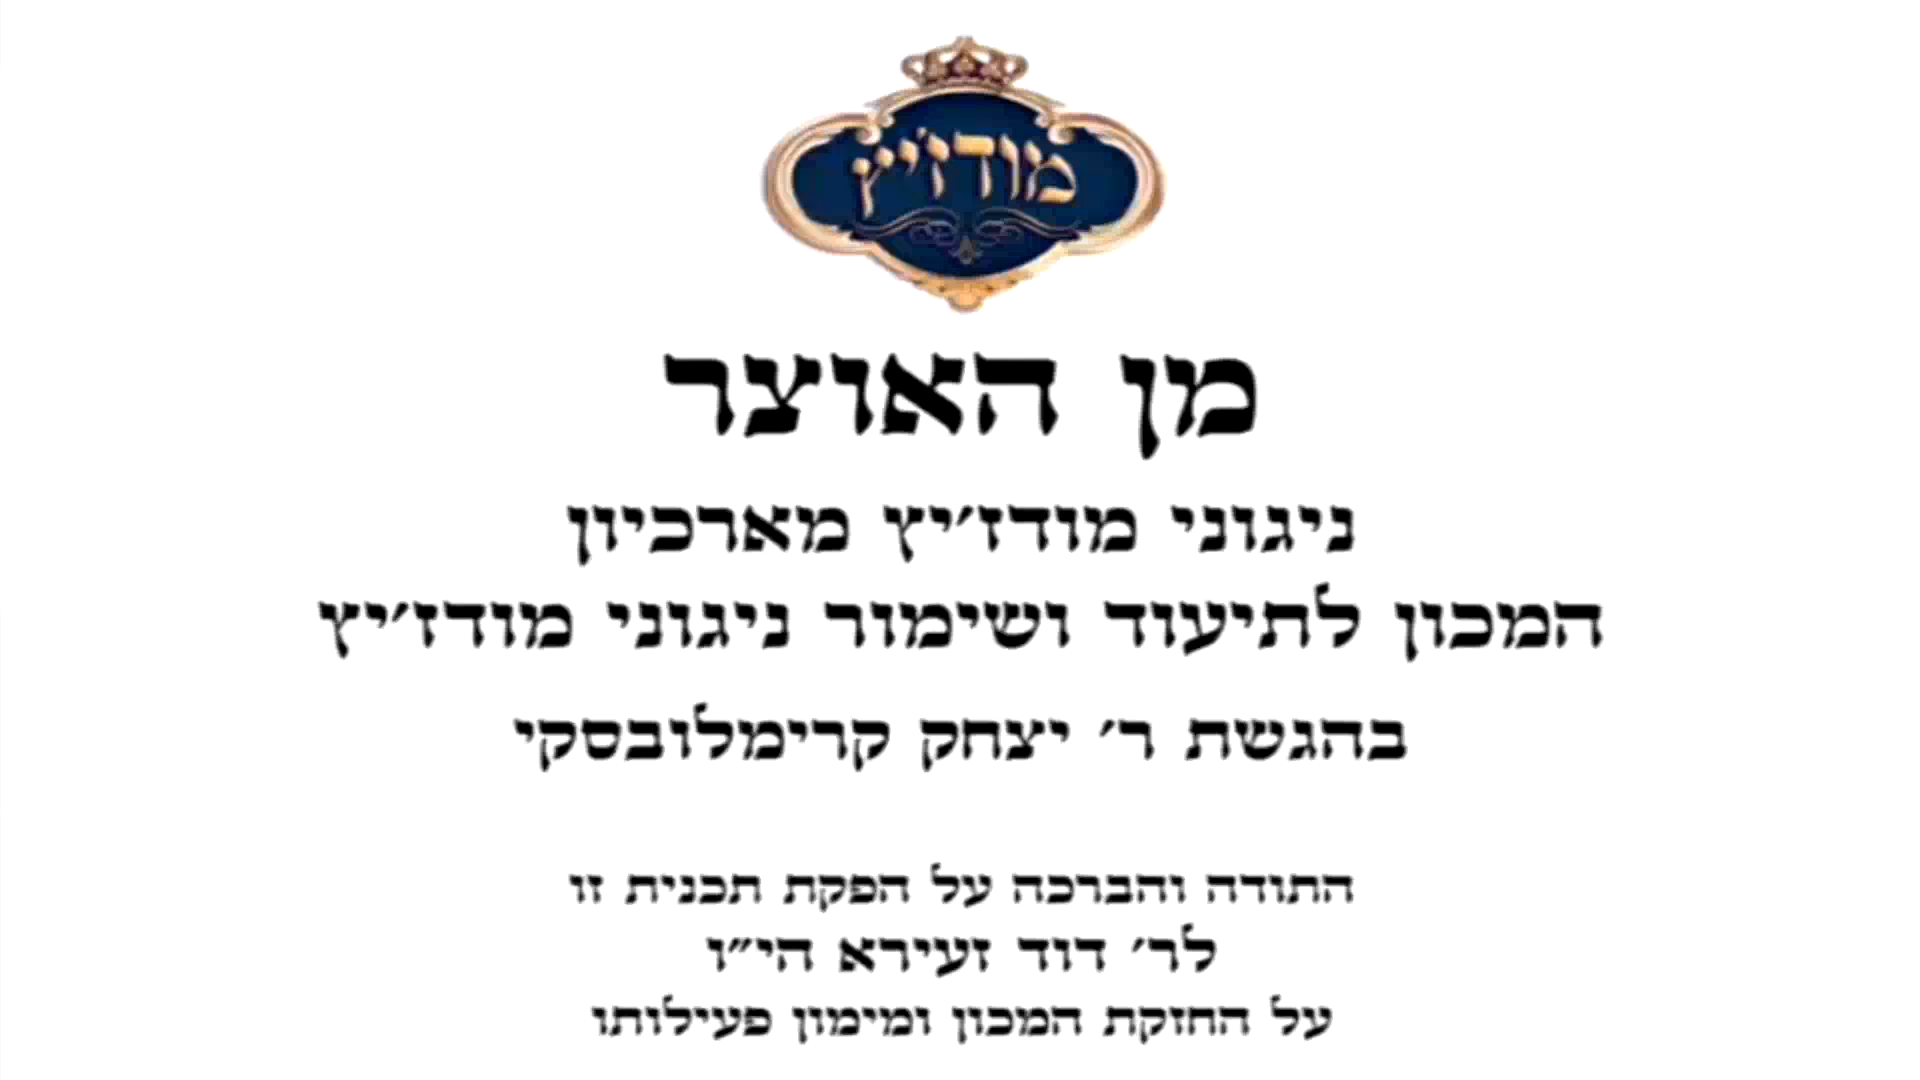 מודז'יץ
מן האוצר
ניגוני מודז׳יץ מארכיון
המכון לתיעוד ושימור ניגוני מודז׳יץ
בהגשת ר׳ יצחק קרימלובסקי
התודה והברכה על הפקת תכנית זו
לר׳ דוד זעירא הי״ו
על החזקת המכון ומימון פעילותו